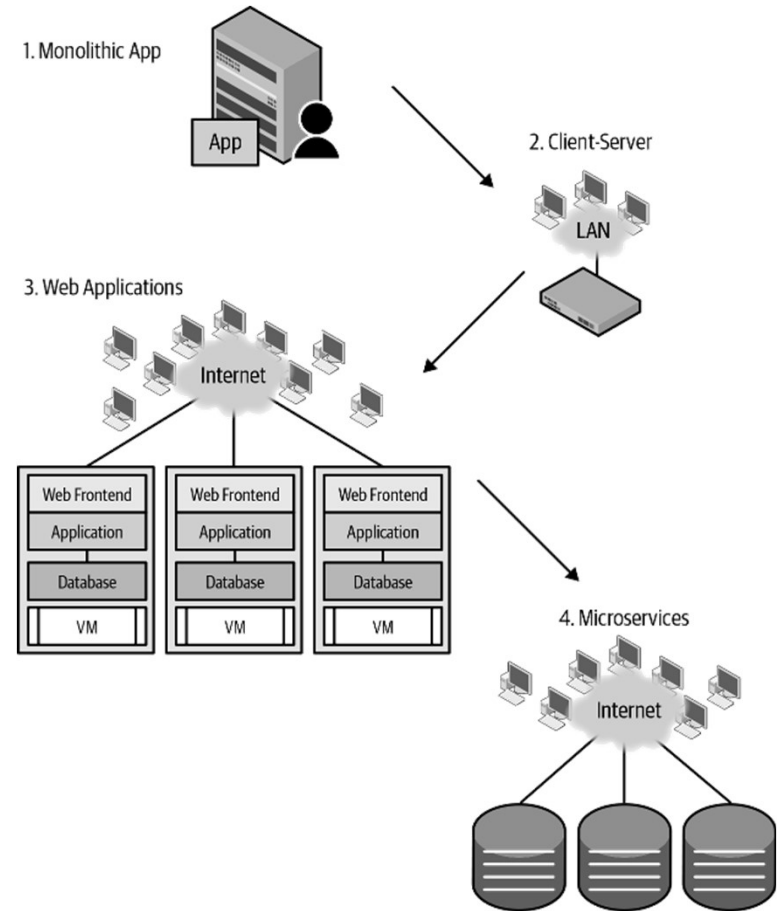 1. Monolithic App
App
2. Client-Server
LAN
3. Web Applications
Internet
Web Frontend
Application
Database
VM
Web Frontend
Application
Database
VM
Web Frontend
Application
Database
VM
4. Microservices
Internet